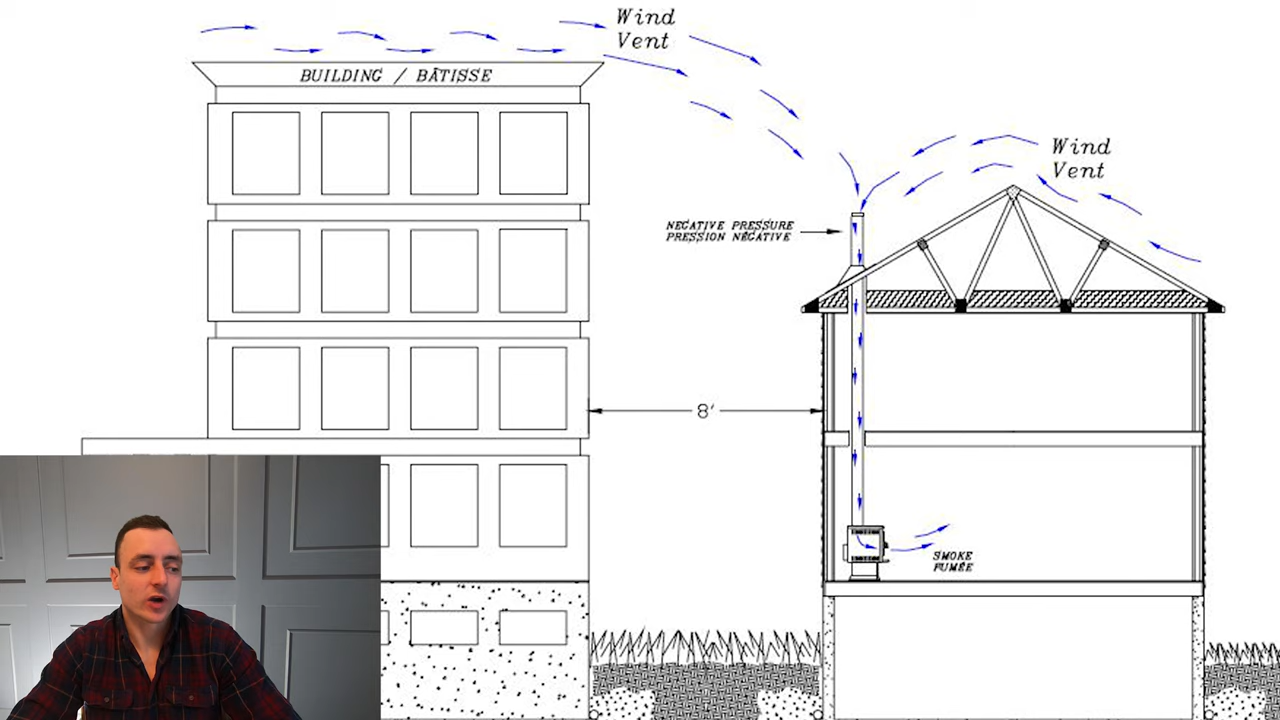 Wind
Vent
BUILDING / BÂTISSE
Wind
Vent
NEGATIVE PRESSURE
PRESSION NÉGATIVE
8'
SMOKE
FUMÉE